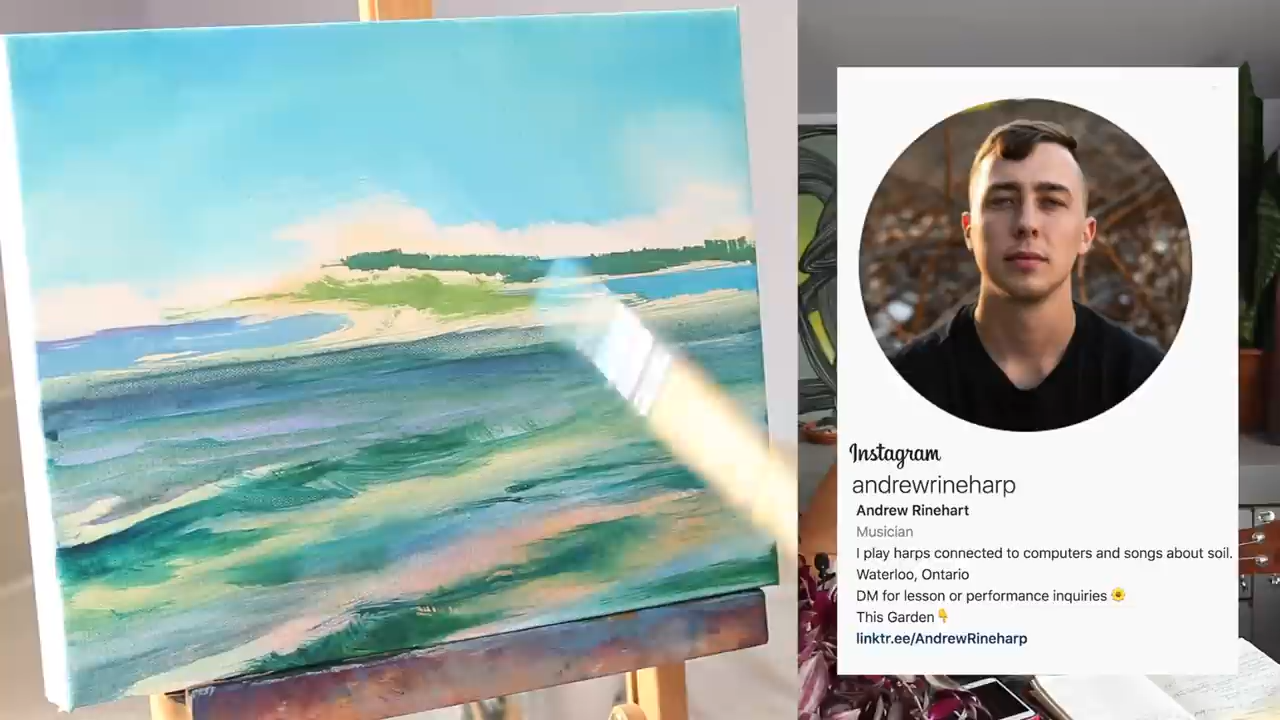 Instagram
andrewrineharp
Andrew Rinehart
Musician
I play harps connected to computers and songs about soil.
Waterloo, Ontario
DM for lesson or performance inquiries 🌻
This Garden👇
linktr.ee/AndrewRineharp